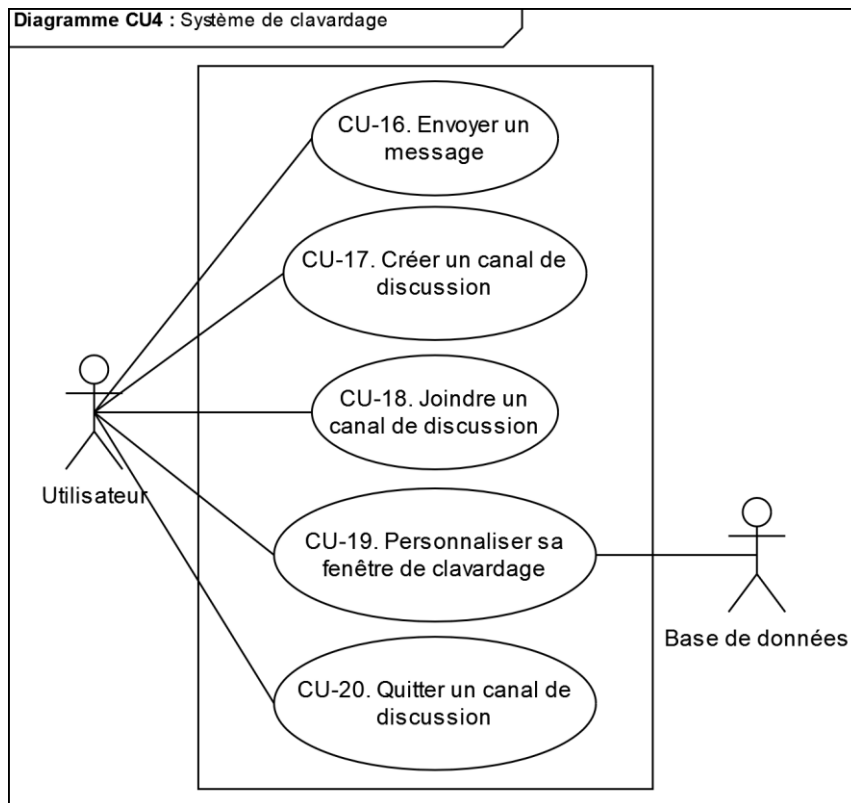 Diagramme CU4 : Système de clavardage
CU-16. Envoyer un
message
CU-17. Créer un canal de
discussion
CU-18. Joindre un
canal de discussion
Utilisateur
CU-19. Personnaliser sa
fenêtre de clavardage
Base de données
CU-20. Quitter un canal de
discussion